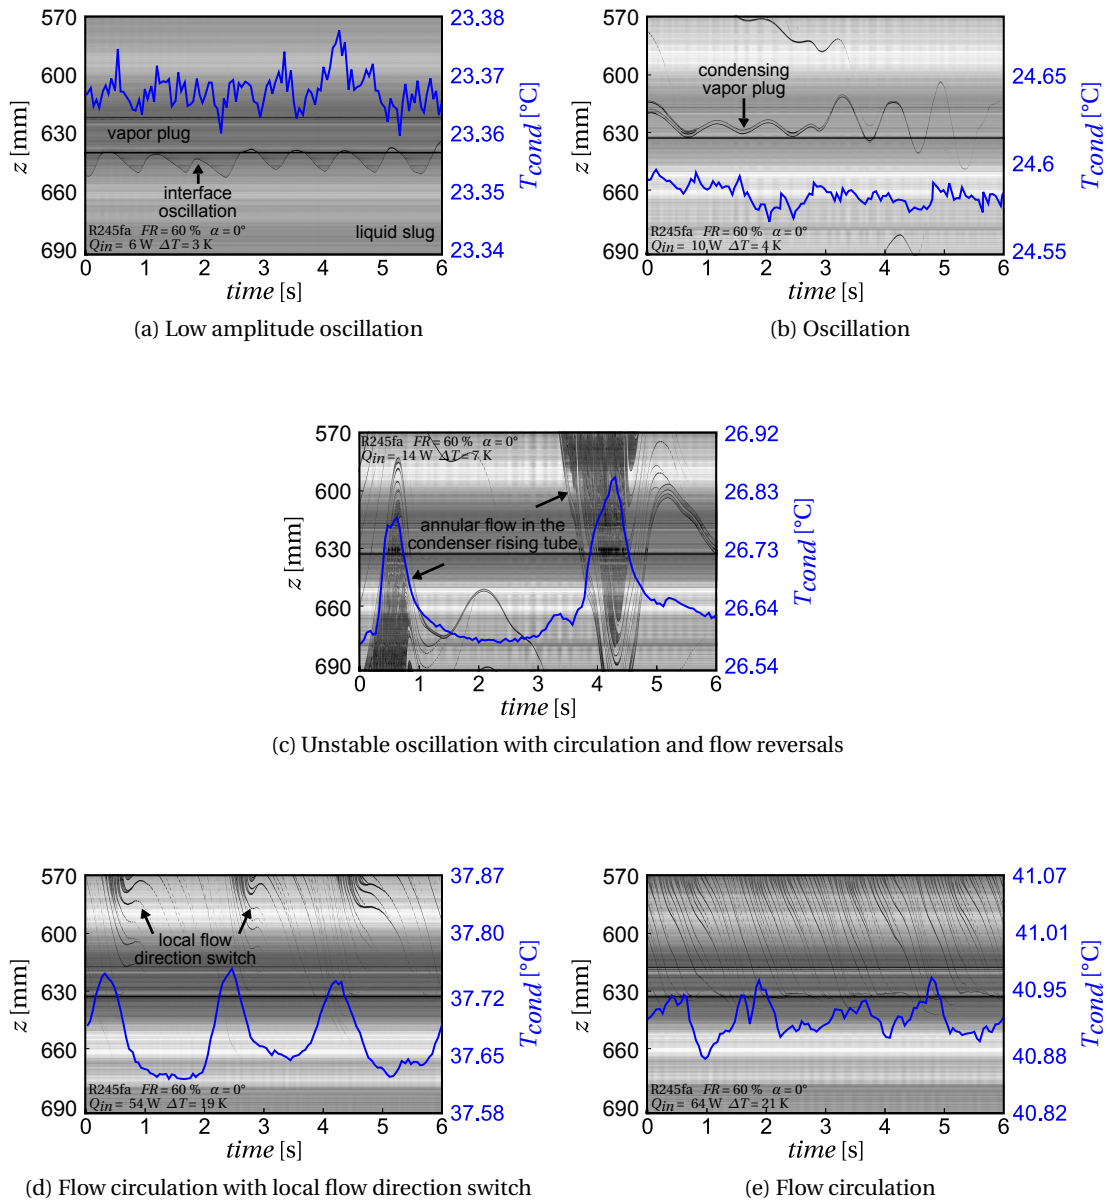 570
600
630
660
690
z [mm]
23.38
23.37
23.36
23.35
23.34
Tcond [°C]
vapor plug
interface
oscillation
liquid slug
R245fa FR = 60 % α = 0°
Qin = 6 W ΔT = 3 K
0 1 2 3 4 5 6
time [s]
(a) Low amplitude oscillation
570
600
630
660
690
z [mm]
24.65
24.6
24.55
Tcond [°C]
condensing
vapor plug
R245fa FR = 60 % α = 0°
Qin = 10 W ΔT = 4 K
0 1 2 3 4 5 6
time [s]
(b) Oscillation
570
600
630
660
690
z [mm]
26.92
26.83
26.73
26.64
26.54
Tcond [°C]
R245fa FR = 60 % α = 0°
Qin = 14 W ΔT = 7 K
annular flow in the
condenser rising tube
0 1 2 3 4 5 6
time [s]
(c) Unstable oscillation with circulation and flow reversals
570
600
630
660
690
z [mm]
37.87
37.80
37.72
37.65
37.58
Tcond [°C]
local flow
direction switch
R245fa FR = 60 % α = 0°
Qin = 54 W ΔT = 19 K
0 1 2 3 4 5 6
time [s]
(d) Flow circulation with local flow direction switch
570
600
630
660
690
z [mm]
41.07
41.01
40.95
40.88
40.82
Tcond [°C]
R245fa FR = 60 % α = 0°
Qin = 64 W ΔT = 21 K
0 1 2 3 4 5 6
time [s]
(e) Flow circulation